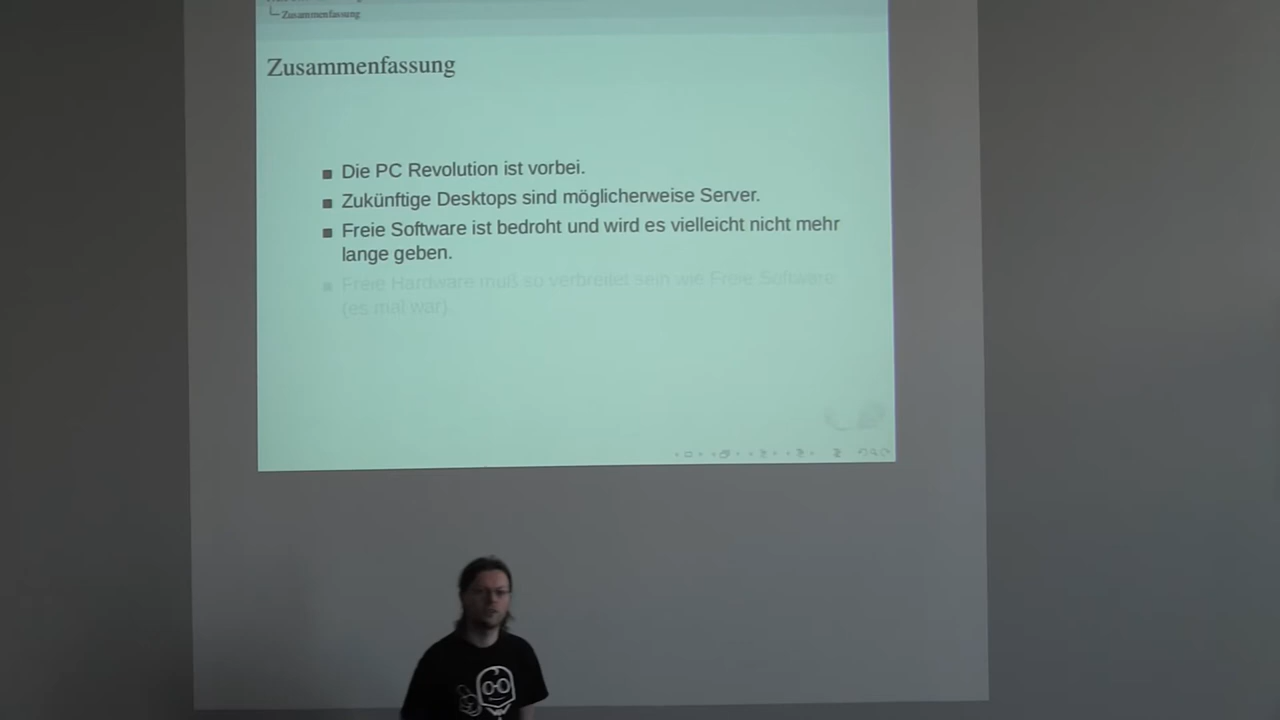 Zusammenfassung
Zusammenfassung
Die PC Revolution ist vorbei.
Zukünftige Desktops sind möglicherweise Server.
Freie Software ist bedroht und wird es vielleicht nicht mehr
lange geben.
Freie Hardware muß so verbreitet sein wie Freie Software
(es mal war).